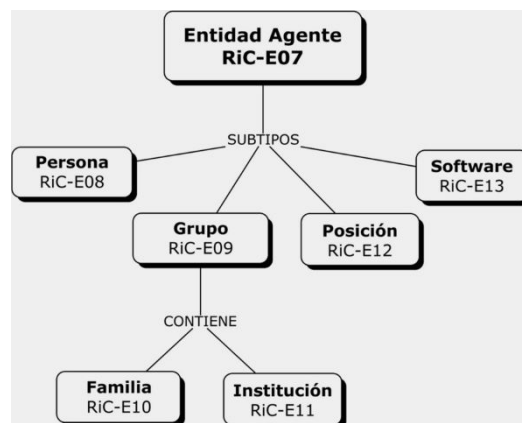 Entidad Agente
RiC-E07
SUBTIPOS
Persona
RiC-E08
Software
RiC-E13
Grupo
RiC-E09
Posición
RiC-E12
CONTIENE
Familia
RiC-E10
Institución
RiC-E11